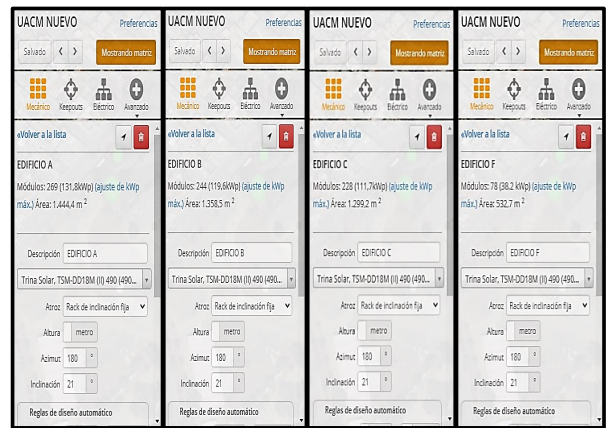 UACM NUEVO Preferencias
Salvado < > Mostrando matriz
Mecánico Keepouts Eléctrico Avanzado
«Volver a la lista
EDIFICIO A
Módulos: 269 (131,8kWp) (ajuste de kWp
máx.) Área: 1.444,4 m 2
Descripción EDIFICIO A
Trina Solar, TSM-DD18M (II) 490 (490...
Atroz Rack de inclinación fija
Altura metro
Azimut 180 °
Inclinación 21 °
Reglas de diseño automático
UACM NUEVO Preferencias
Salvado < > Mostrando matriz
Mecánico Keepouts Eléctrico Avanzado
«Volver a la lista
EDIFICIO B
Módulos: 244 (119,6kWp) (ajuste de kWp
máx.) Área: 1.358,5 m 2
Descripción EDIFICIO B
Trina Solar, TSM-DD18M (II) 490 (490...
Atroz Rack de inclinación fija
Altura metro
Azimut 180 °
Inclinación 21 °
Reglas de diseño automático
UACM NUEVO Preferencias
Salvado < > Mostrando matriz
Mecánico Keepouts Eléctrico Avanzado
«Volver a la lista
EDIFICIO C
Módulos: 228 (111,7kWp) (ajuste de kWp
máx.) Área: 1.299,2 m 2
Descripción EDIFICIO C
Trina Solar, TSM-DD18M (II) 490 (490...
Atroz Rack de inclinación fija
Altura metro
Azimut 180 °
Inclinación 21 °
Reglas de diseño automático
UACM NUEVO Preferencias
Salvado < > Mostrando matriz
Mecánico Keepouts Eléctrico Avanzado
«Volver a la lista
EDIFICIO F
Módulos: 78 (38.2 kWp) (ajuste de kWp
máx.) Área: 532,7 m 2
Descripción EDIFICIO F
Trina Solar, TSM-DD18M (II) 490 (490...
Atroz Rack de inclinación fija
Altura metro
Azimut 180 °
Inclinación 21 °
Reglas de diseño automático